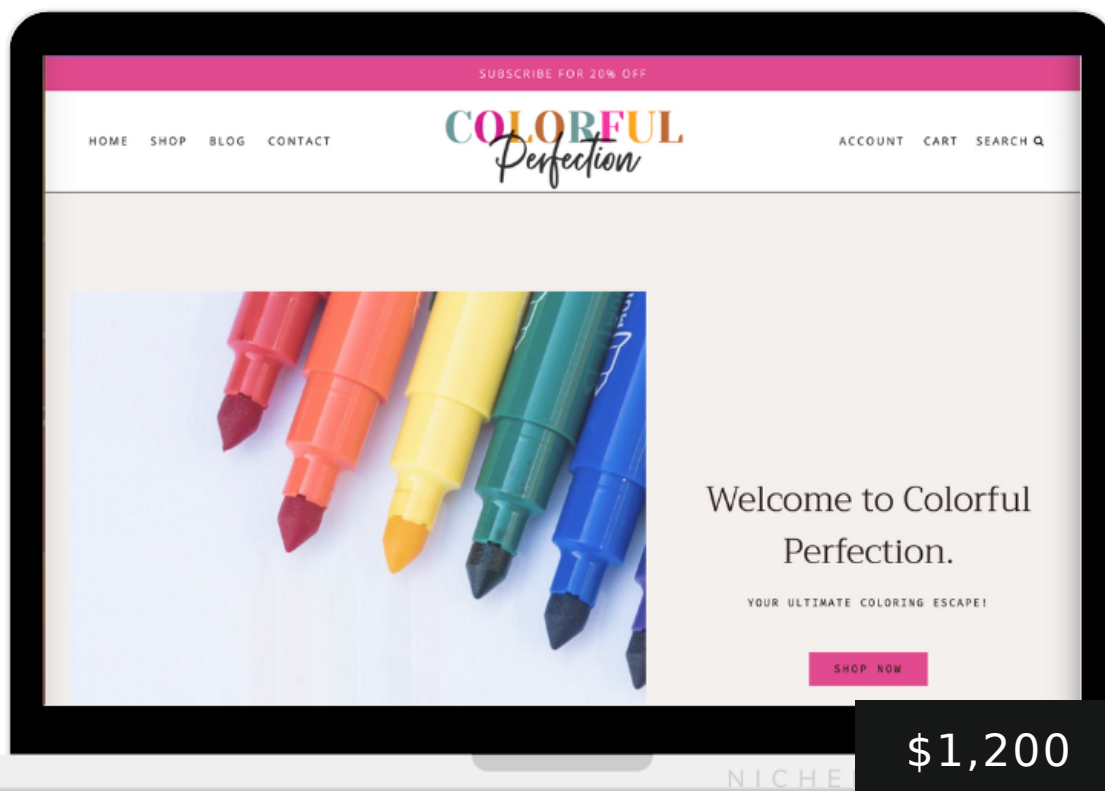 SUBSCRIBE FOR 20% OFF
HOME SHOP BLOG CONTACT
COLORFUL
Perfection
ACCOUNT CART SEARCH
Welcome to Colorful
Perfection.
YOUR ULTIMATE COLORING ESCAPE!
SHOP NOW
$1,200